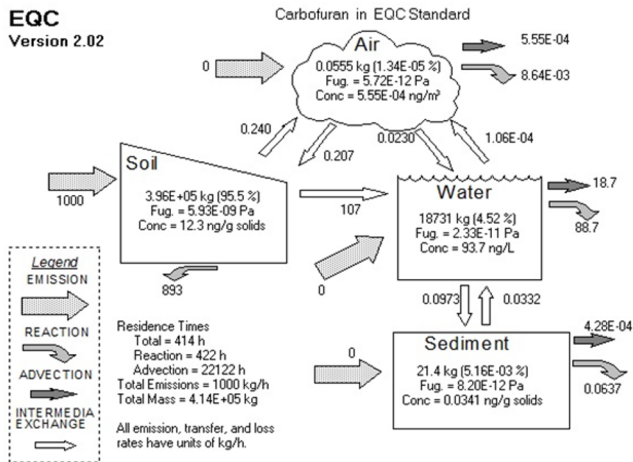 EQC
Version 2.02
Carbofuran in EQC Standard
Air
0.0555 kg (1.34E-05 %)
Fug. = 5.72E-12 Pa
Conc = 5.55E-04 ng/m³
0
5.55E-04
8.64E-03
0.240
0.207
0.0230
1.06E-04
Soil
3.96E+05 kg (95.5 %)
Fug. = 5.93E-09 Pa
Conc = 12.3 ng/g solids
1000
893
107
Water
18731 kg (4.52 %)
Fug. = 2.33E-11 Pa
Conc = 93.7 ng/L
18.7
88.7
0
0.0973
0.0332
Sediment
21.4 kg (5.16E-03 %)
Fug. = 8.20E-12 Pa
Conc = 0.0341 ng/g solids
0
4.28E-04
0.0637
Legend
EMISSION
REACTION
ADVECTION
INTERMEDIA
EXCHANGE
Residence Times
Total = 414 h
Reaction = 422 h
Advection = 22122 h
Total Emissions = 1000 kg/h
Total Mass = 4.14E+05 kg
All emission, transfer, and loss
rates have units of kg/h.